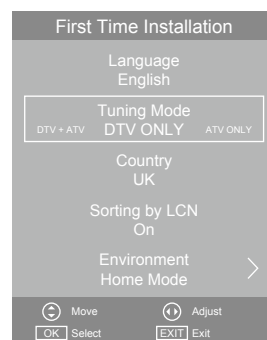 First Time Installation
Language
English
Tuning Mode
DTV + ATV DTV ONLY ATV ONLY
Country
UK
Sorting by LCN
On
Environment
Home Mode
Move Adjust
OK Select EXIT Exit